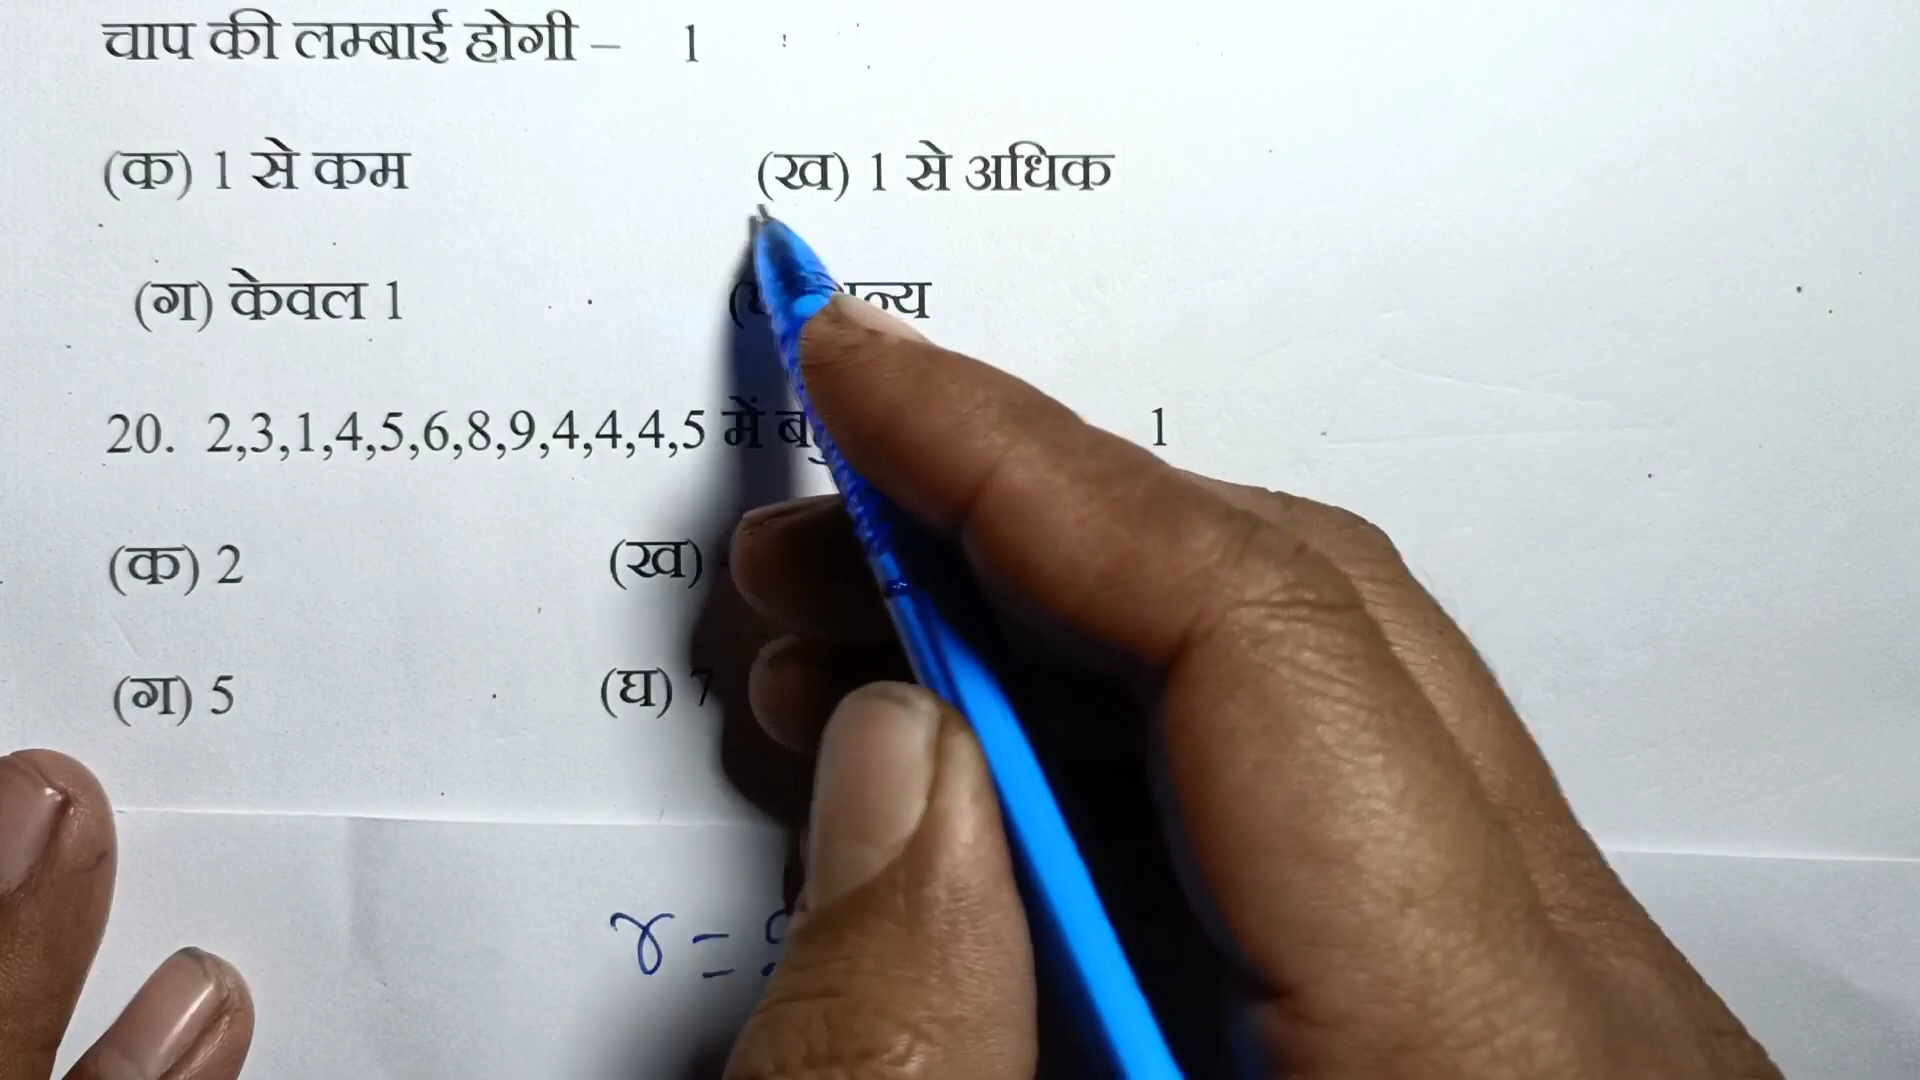 चाप की लम्बाई होगी – 1
(क) 1 से कम (ख) 1 से अधिक
(ग) केवल 1
20. 2,3,1,4,5,6,8,9,4,4,4,5 में 1
(क) 2 (ख)
(ग) 5 (घ) 7
r =